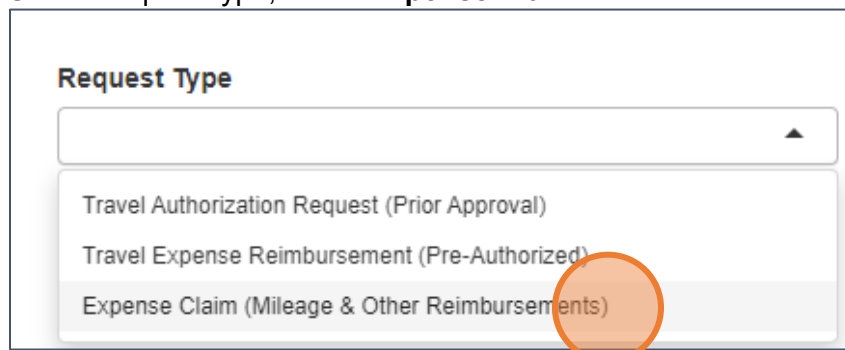 Request Type
Travel Authorization Request (Prior Approval)
Travel Expense Reimbursement (Pre-Authorized)
Expense Claim (Mileage & Other Reimbursements)